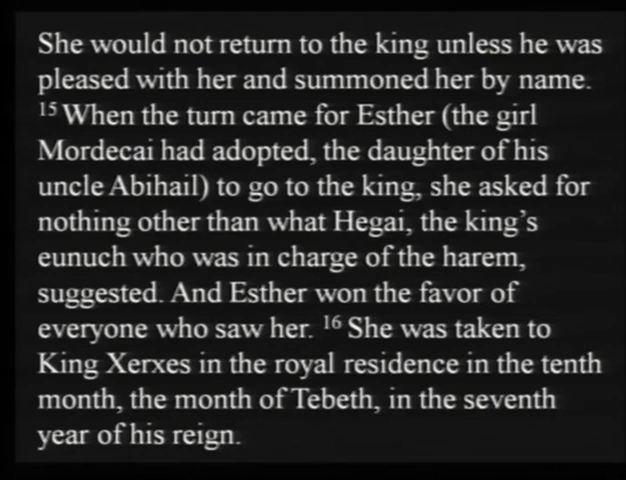 She would not return to the king unless he was
pleased with her and summoned her by name.
15 When the turn came for Esther (the girl
Mordecai had adopted, the daughter of his
uncle Abihail) to go to the king, she asked for
nothing other than what Hegai, the king's
eunuch who was in charge of the harem,
suggested. And Esther won the favor of
everyone who saw her. 16 She was taken to
King Xerxes in the royal residence in the tenth
month, the month of Tebeth, in the seventh
year of his reign.